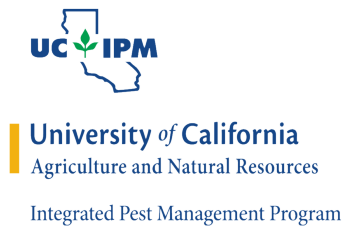 UC IPM
University of California
Agriculture and Natural Resources
Integrated Pest Management Program